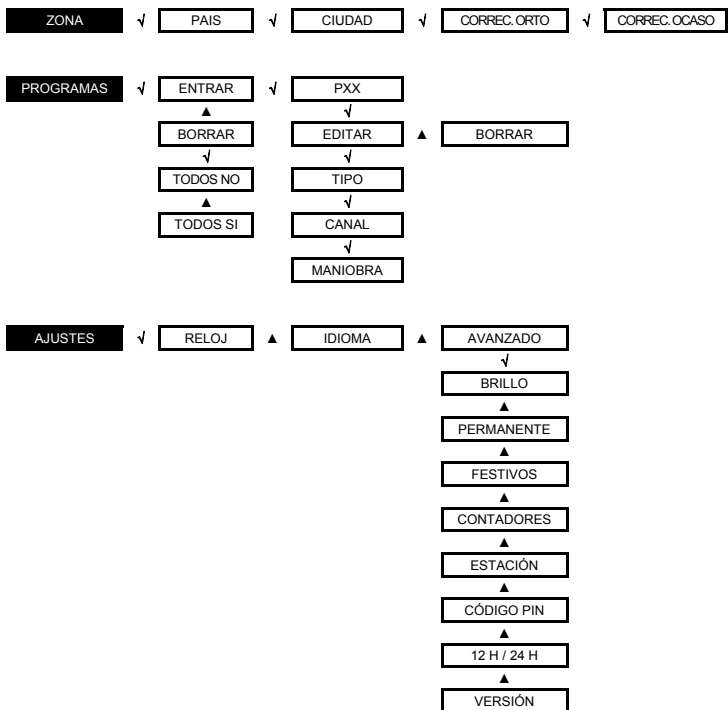 ZONA √ PAIS √ CIUDAD √ CORREC. ORTO √ CORREC. OCASO
PROGRAMAS √ ENTRAR √ PXX
▲ √
BORRAR EDITAR ▲ BORRAR
√ √
TODOS NO TIPO
▲ √
TODOS SI CANAL
√
MANIOBRA
AJUSTES √ RELOJ ▲ IDIOMA ▲ AVANZADO
√
BRILLO
▲
PERMANENTE
▲
FESTIVOS
▲
CONTADORES
▲
ESTACIÓN
▲
CÓDIGO PIN
▲
12 H / 24 H
▲
VERSIÓN